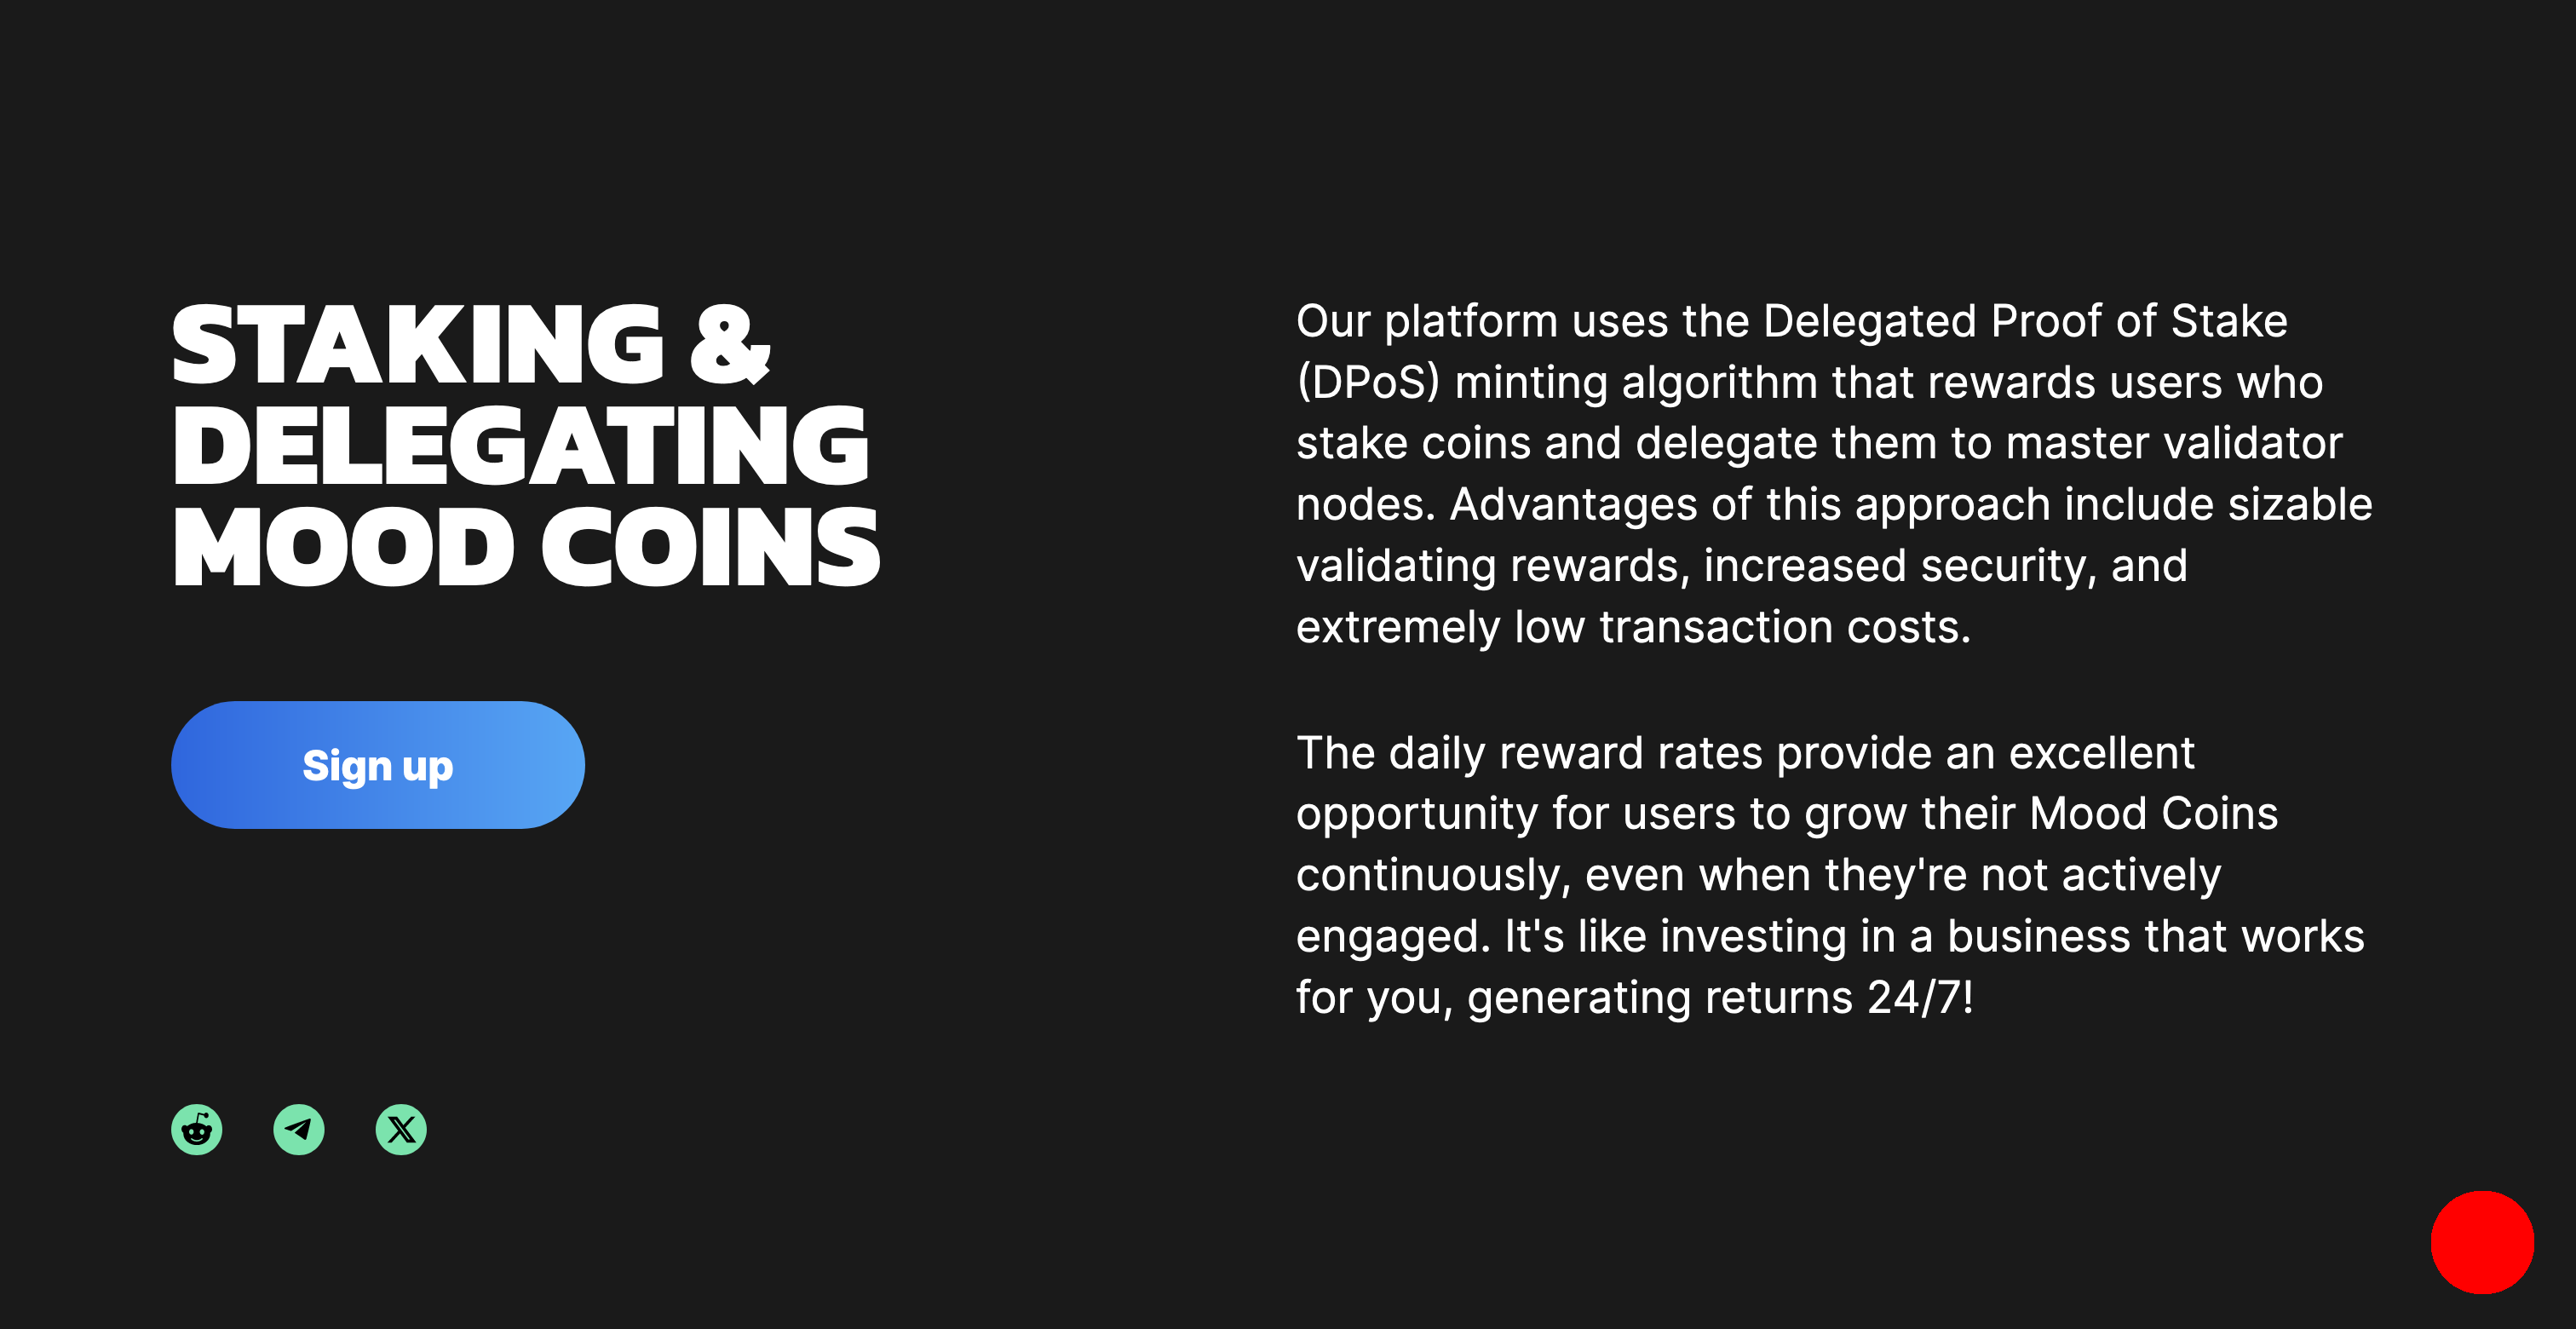 STAKING &
DELEGATING
MOOD COINS
Sign up
Our platform uses the Delegated Proof of Stake
(DPoS) minting algorithm that rewards users who
stake coins and delegate them to master validator
nodes. Advantages of this approach include sizable
validating rewards, increased security, and
extremely low transaction costs.
The daily reward rates provide an excellent
opportunity for users to grow their Mood Coins
continuously, even when they're not actively
engaged. It's like investing in a business that works
for you, generating returns 24/7!